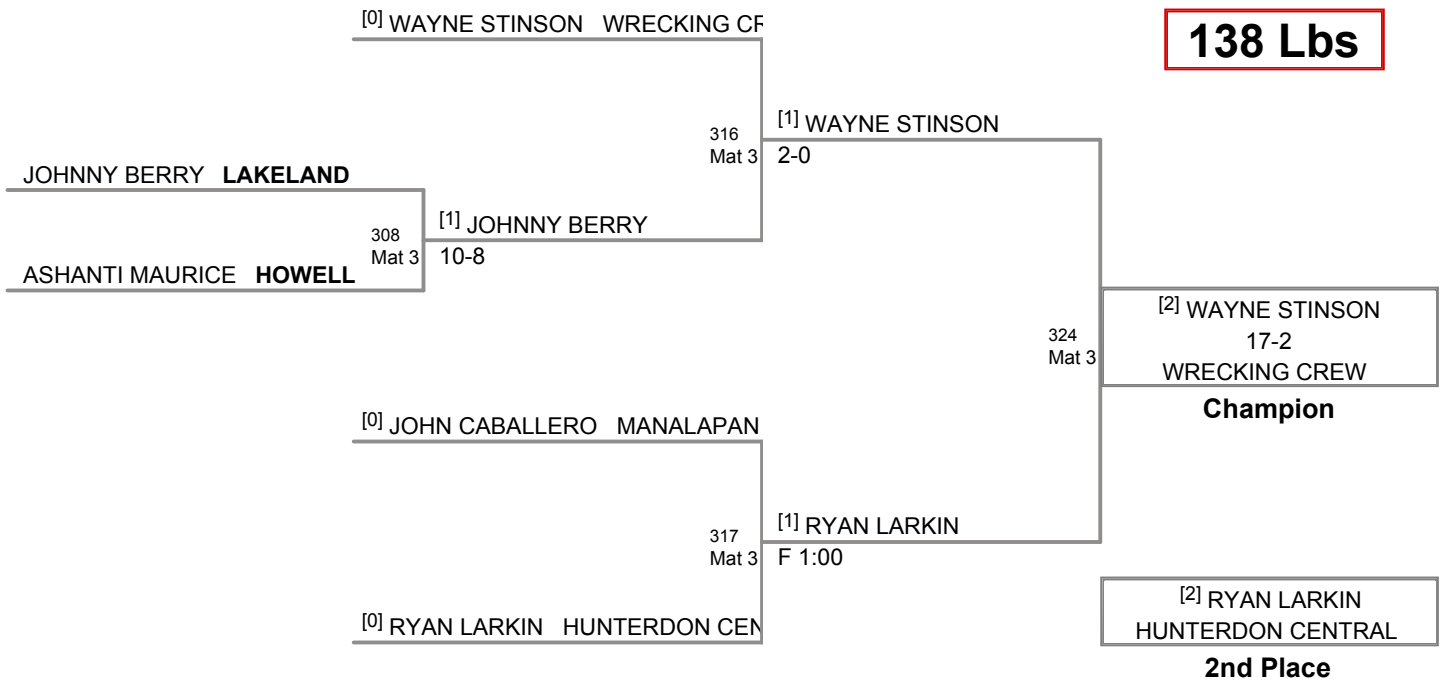 [0] WAYNE STINSON WRECKING CR
138 Lbs
316
Mat 3
[1] WAYNE STINSON
2-0
JOHNNY BERRY LAKELAND
308
Mat 3
[1] JOHNNY BERRY
10-8
ASHANTI MAURICE HOWELL
324
Mat 3
[2] WAYNE STINSON
17-2
WRECKING CREW
Champion
[0] JOHN CABALLERO MANALAPAN
317
Mat 3
[1] RYAN LARKIN
F 1:00
[0] RYAN LARKIN HUNTERDON CEN
[2] RYAN LARKIN
HUNTERDON CENTRAL
2nd Place